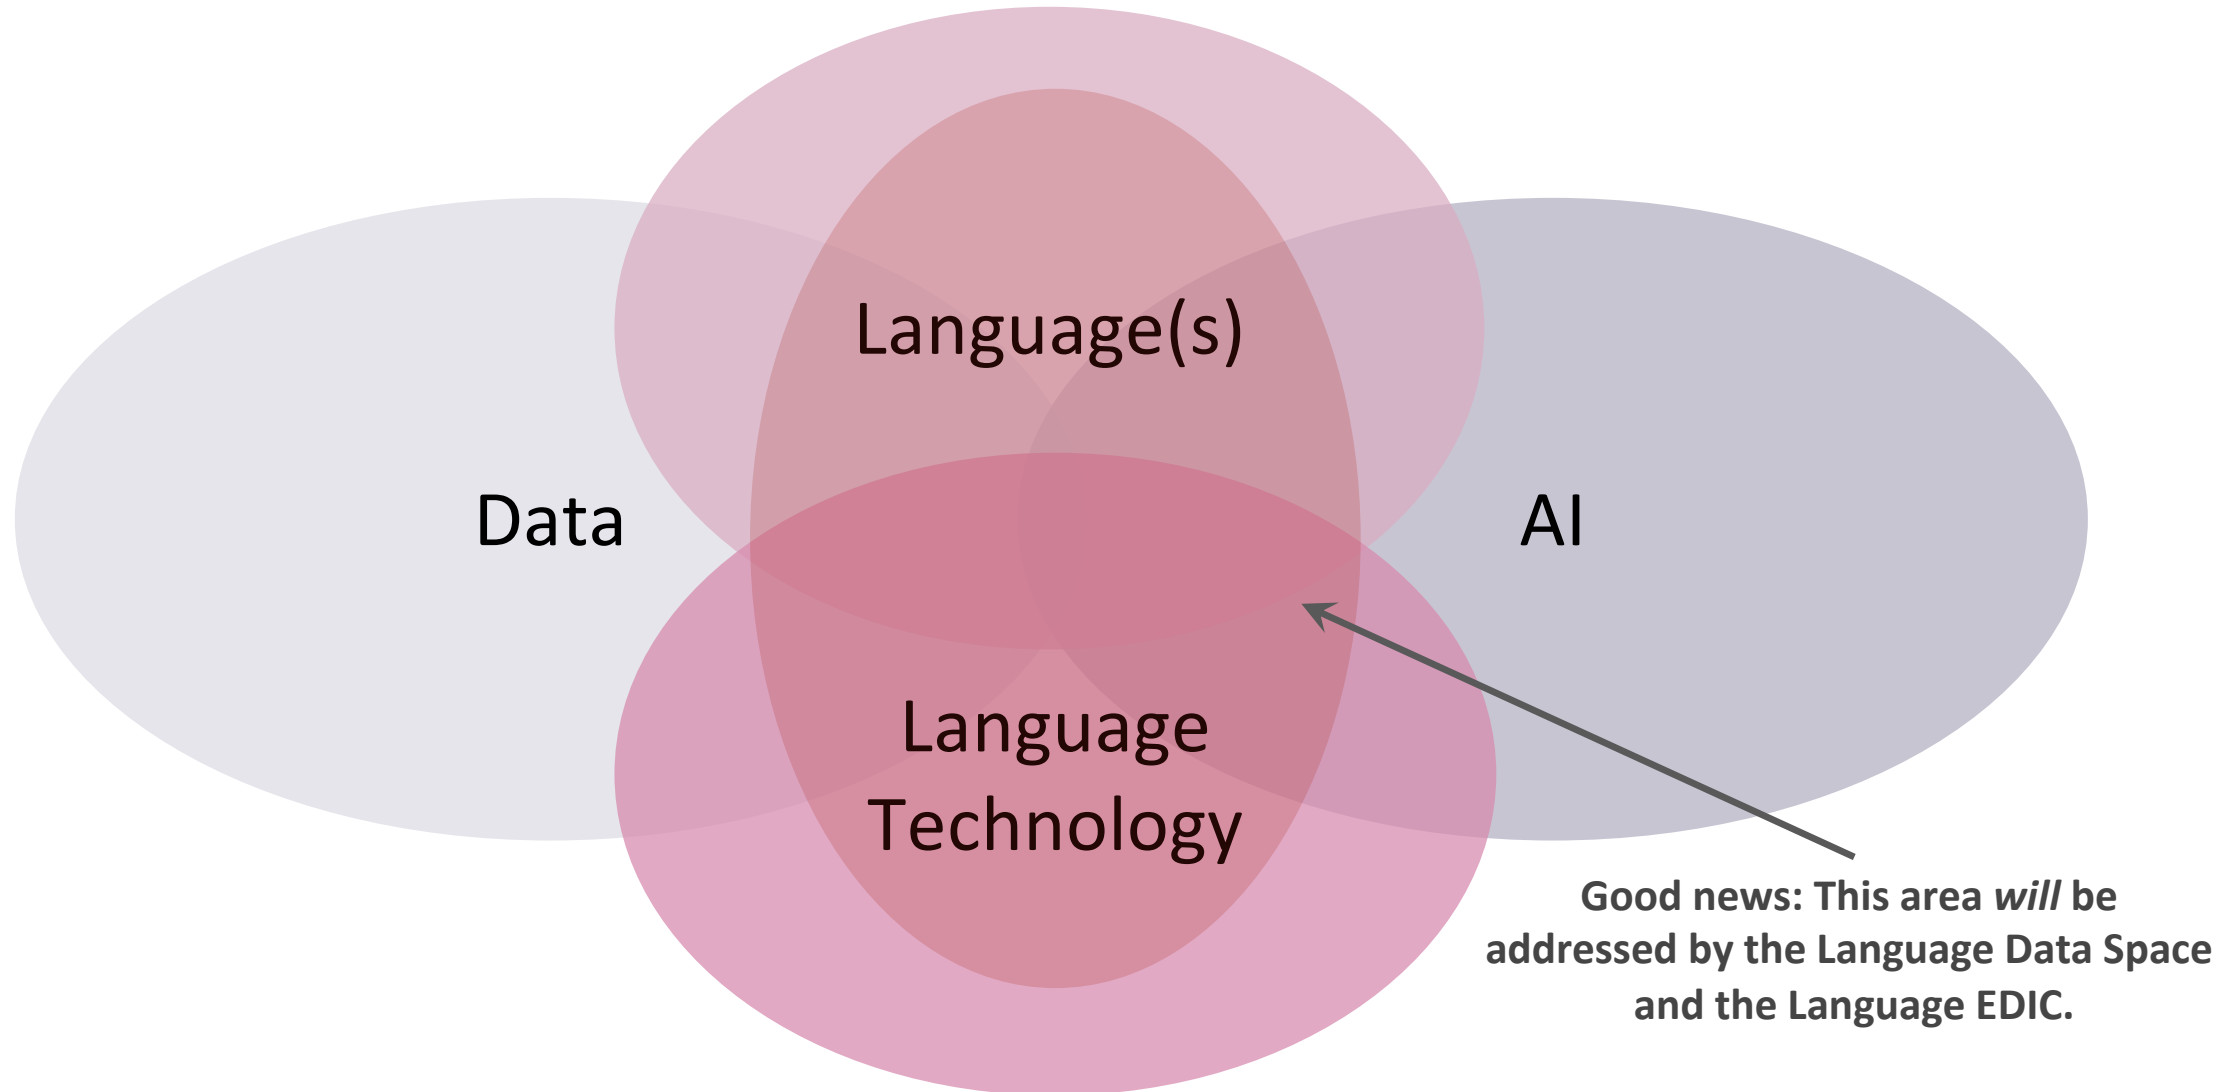 Language(s)
Data
AI
Language
Technology
Good news: This area will be
addressed by the Language Data Space
and the Language EDIC.